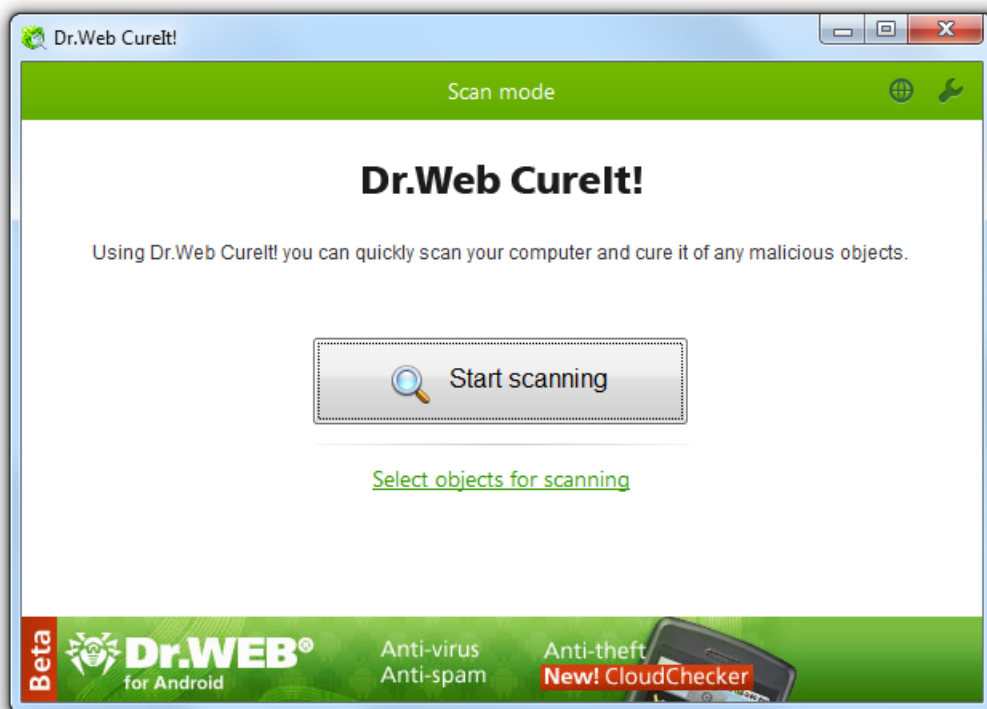 Dr.Web CureIt!
Scan mode
Dr.Web CureIt!
Using Dr.Web CureIt! you can quickly scan your computer and cure it of any malicious objects.
Start scanning
Select objects for scanning
Beta
Dr.WEB®
for Android
Anti-virus
Anti-spam
Anti-theft
New! CloudChecker